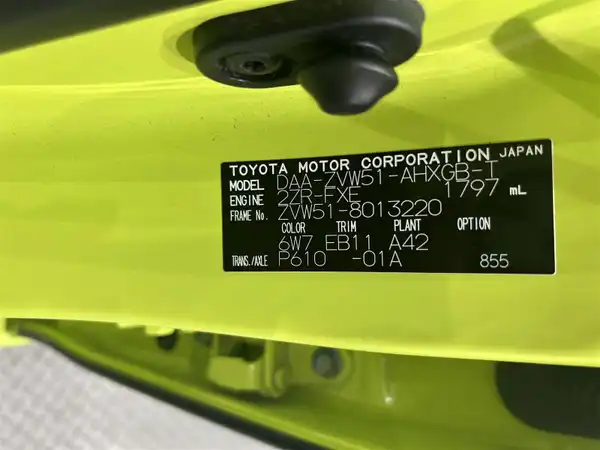 TOYOTA MOTOR CORPORATION JAPAN
MODEL DAA-ZVW51-AHXGB-T
ENGINE 2ZR-FXE 1797 mL
FRAME No. ZVW51-8013220
COLOR TRIM PLANT OPTION
6W7 EB11 A42
TRANS./AXLE P610 -01A 855